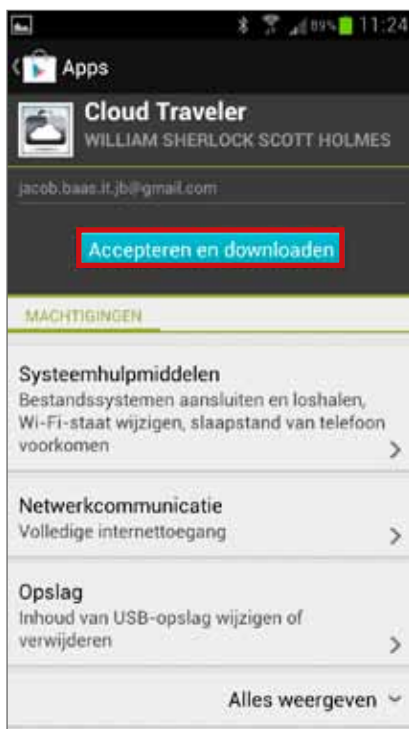 89% 11:24
Apps
Cloud Traveler
WILLIAM SHERLOCK SCOTT HOLMES
jacob.baas.it.jb@gmail.com
Accepteren en downloaden
MACHTIGINGEN
Systeemhulpmiddelen
Bestandssystemen aansluiten en loshalen,
Wi-Fi-staat wijzigen, slaapstand van telefoon
voorkomen
Netwerkcommunicatie
Volledige internettoegang
Opslag
Inhoud van USB-opslag wijzigen of
verwijderen
Alles weergeven